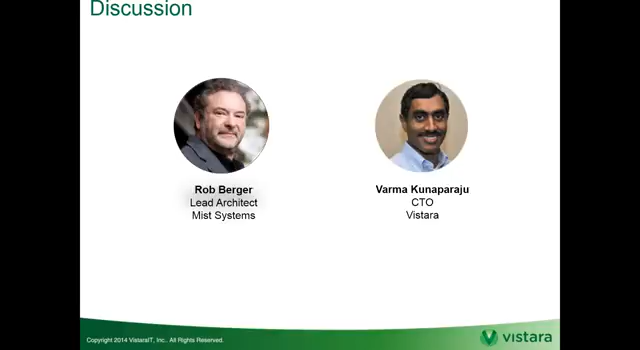 Discussion
Rob Berger
Lead Architect
Mist Systems
Varma Kunaparaju
CTO
Vistara
Copyright 2014 VistaraIT, Inc. All Rights Reserved.
vistara